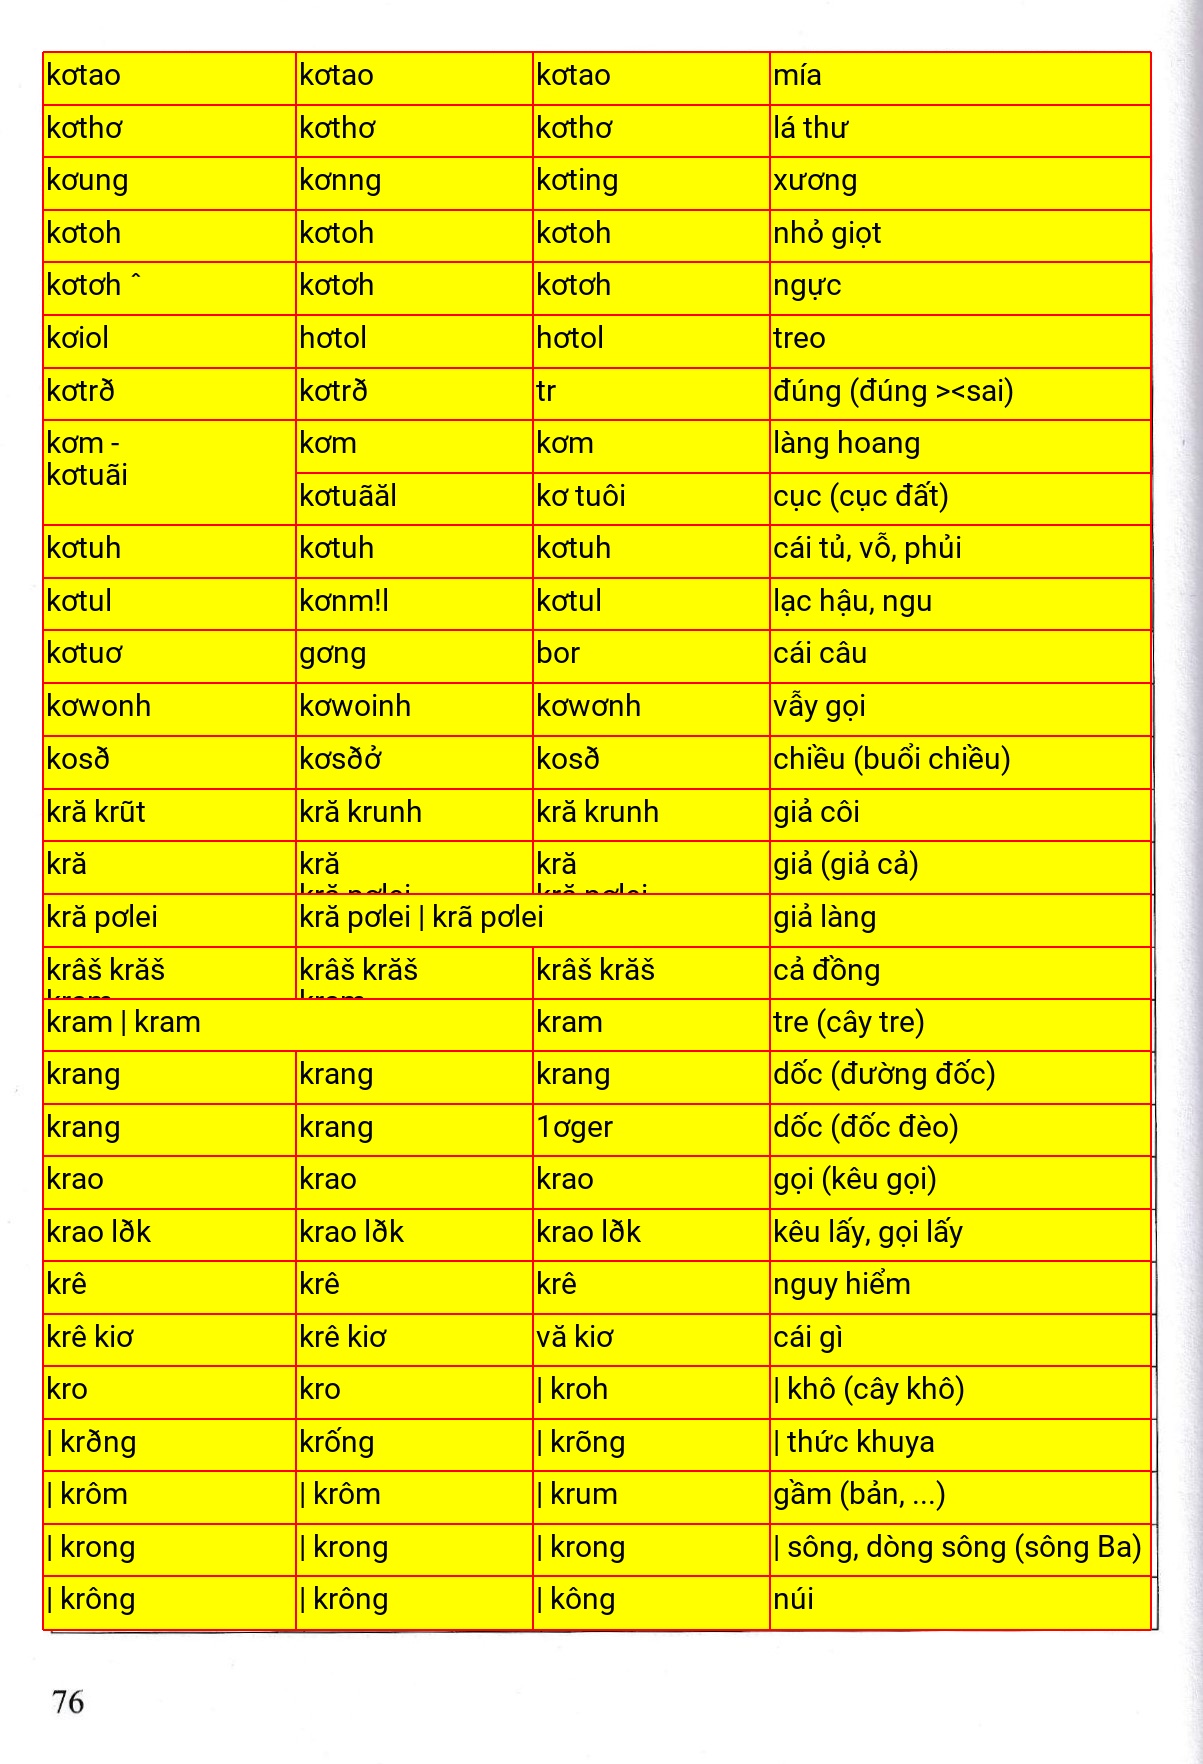 kơtao kơtao kơtao mía
kơthơ kơthơ kơthơ lá thư
kơung kơnng kơting xương
kơtoh kơtoh kơtoh nhỏ giọt
kơtơh ˆ kơtơh kơtơh ngực
kơiol hơtol hơtol treo
kơtrð kơtrð tr đúng (đúng ><sai)
kơm - kơm kơm làng hoang
kơtuãi kơtuãăl kơ tuôi cục (cục đất)
kơtuh kơtuh kơtuh cái tủ, vỗ, phủi
kơtul kơnm!l kơtul lạc hậu, ngu
kơtuơ gơng bor cái câu
kơwonh kơwoinh kơwơnh vẫy gọi
kosð kơsðở kosð chiều (buổi chiều)
kră krũt kră krunh kră krunh giả côi
kră kră kră giả (giả cả)
kră pơlei kră pơlei | krã pơlei giả làng
krâš krăš krâš krăš krâš krăš cả đồng
kram | kram kram tre (cây tre)
krang krang krang dốc (đường đốc)
krang krang 1ơger dốc (đốc đèo)
krao krao krao gọi (kêu gọi)
krao lðk krao lðk krao lðk kêu lấy, gọi lấy
krê krê krê nguy hiểm
krê kiơ krê kiơ vă kiơ cái gì
kro kro | kroh | khô (cây khô)
| krðng krống | krõng | thức khuya
| krôm | krôm | krum gầm (bản, ...)
| krong | krong | krong | sông, dòng sông (sông Ba)
| krông | krông | kông núi
76